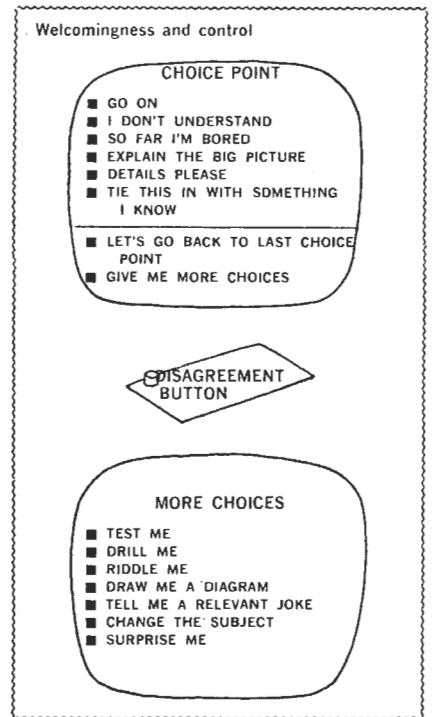 Welcomingness and control
CHOICE POINT
■ GO ON
■ I DON'T UNDERSTAND
■ SO FAR I'M BORED
■ EXPLAIN THE BIG PICTURE
■ DETAILS PLEASE
■ TIE THIS IN WITH SDMETHING
I KNOW
■ LET'S GO BACK TO LAST CHOICE
POINT
■ GIVE ME MORE CHOICES
DISAGREEMENT
BUTTON
MORE CHOICES
■ TEST ME
■ DRILL ME
■ RIDDLE ME
■ DRAW ME A DIAGRAM
■ TELL ME A RELEVANT JOKE
■ CHANGE THE SUBJECT
■ SURPRISE ME